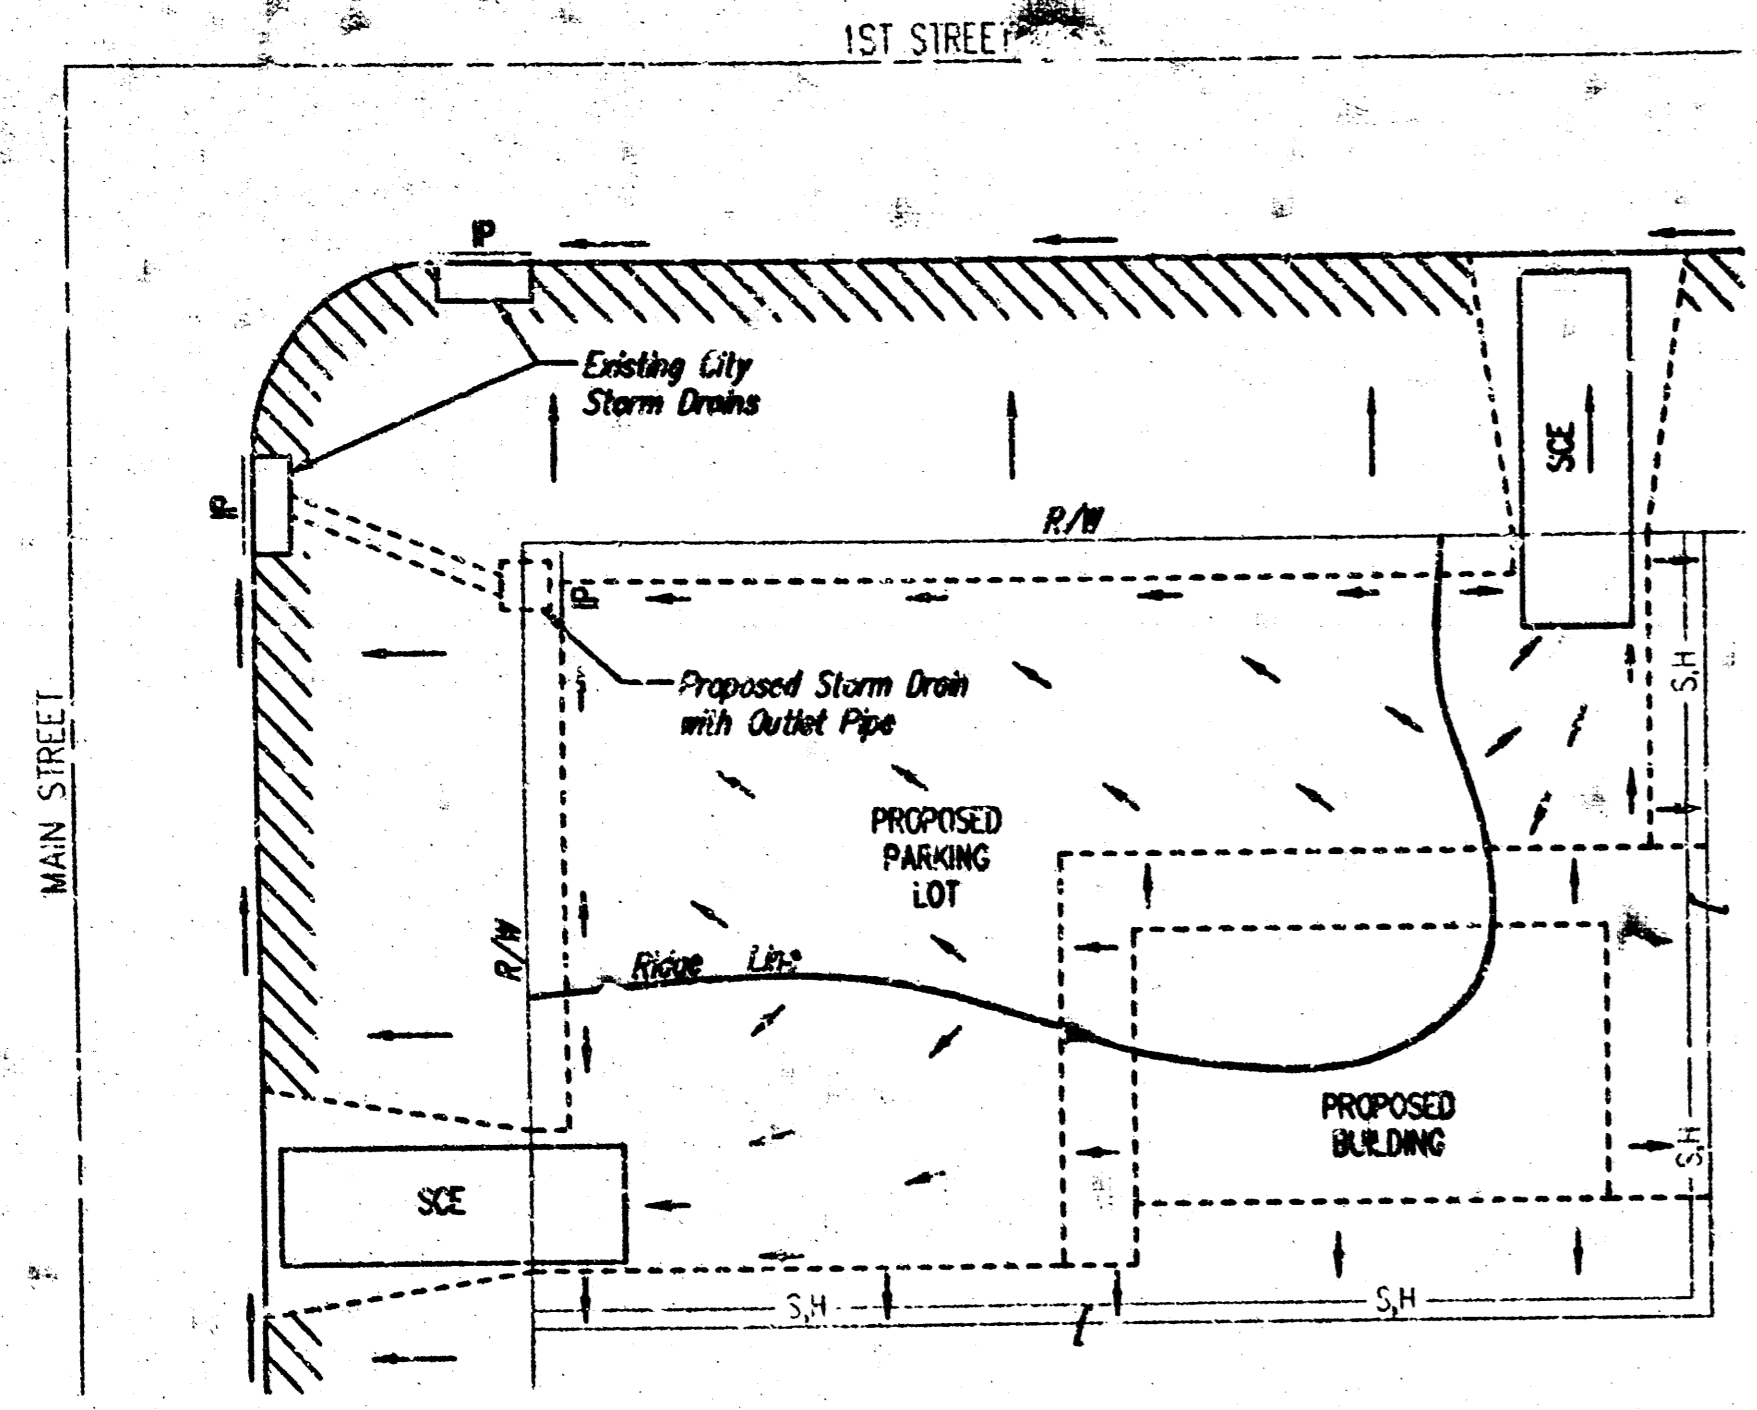 1ST STREET
IP
Existing City
Storm Drains
SCE
IP
R/W
IP
S,H
Proposed Storm Drain
with Outlet Pipe
MAIN STREET
PROPOSED
PARKING
LOT
R/W
Ridge Line
PROPOSED
BUILDING
S,H
SCE
S,H
S,H